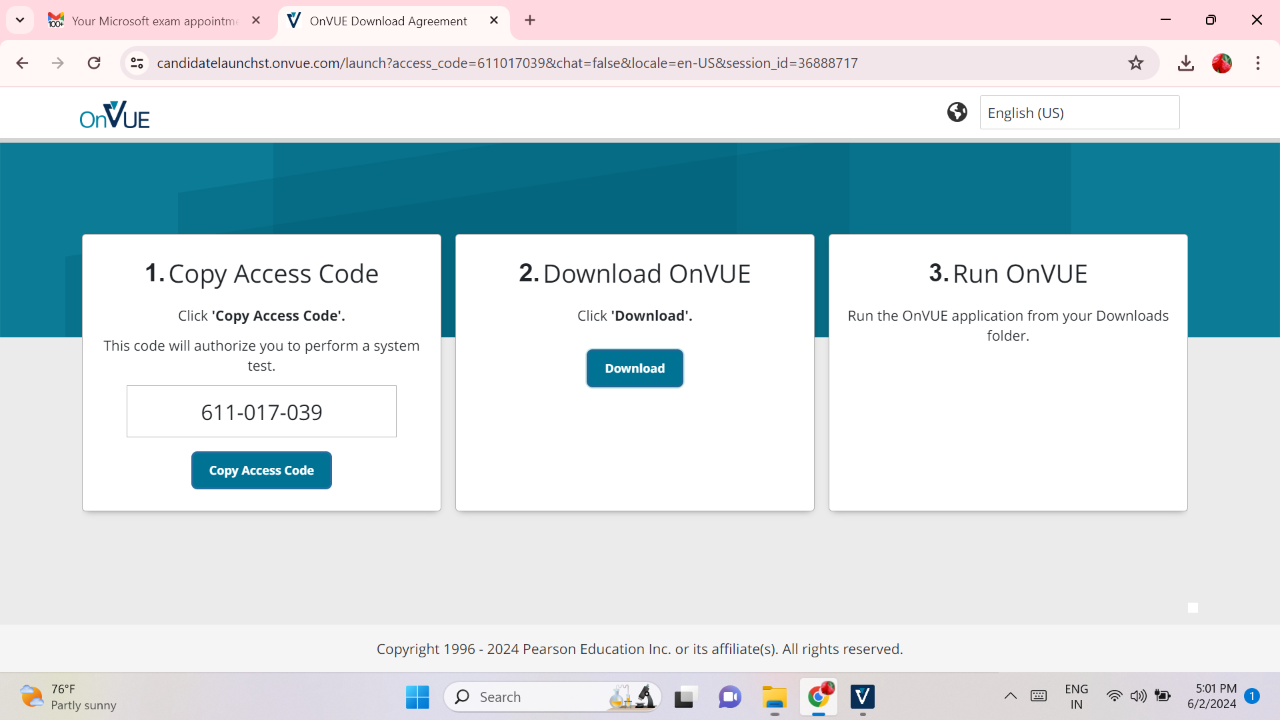 Your Microsoft exam appointme
OnVUE Download Agreement
candidatelaunchst.onvue.com/launch?access_code=611017039&chat=false&locale=en-US&session_id=36888717
OnVUE
English (US)
1. Copy Access Code
Click 'Copy Access Code'.
This code will authorize you to perform a system
test.
611-017-039
Copy Access Code
2. Download OnVUE
Click 'Download'.
Download
3. Run OnVUE
Run the OnVUE application from your Downloads
folder.
Copyright 1996 - 2024 Pearson Education Inc. or its affiliate(s). All rights reserved.
76°F
Partly sunny
Search
ENG
IN
5:01 PM
6/2/2024
1